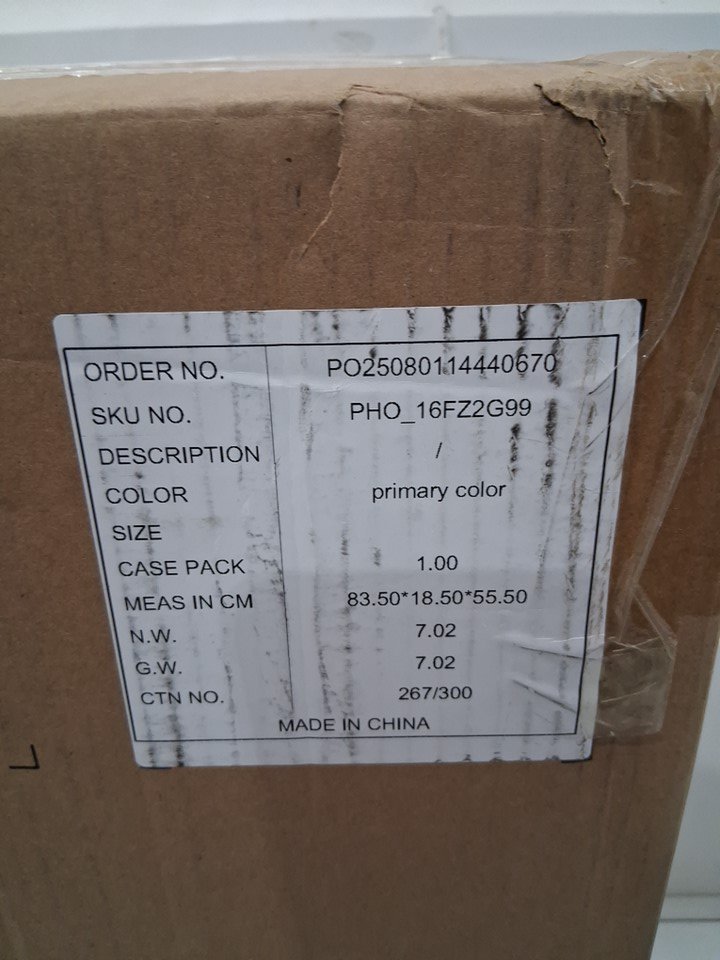 ORDER NO. PO25080114440670
SKU NO. PHO_16FZ2G99
DESCRIPTION /
COLOR primary color
SIZE
CASE PACK 1.00
MEAS IN CM 83.50*18.50*55.50
N.W. 7.02
G.W. 7.02
CTN NO. 267/300
MADE IN CHINA